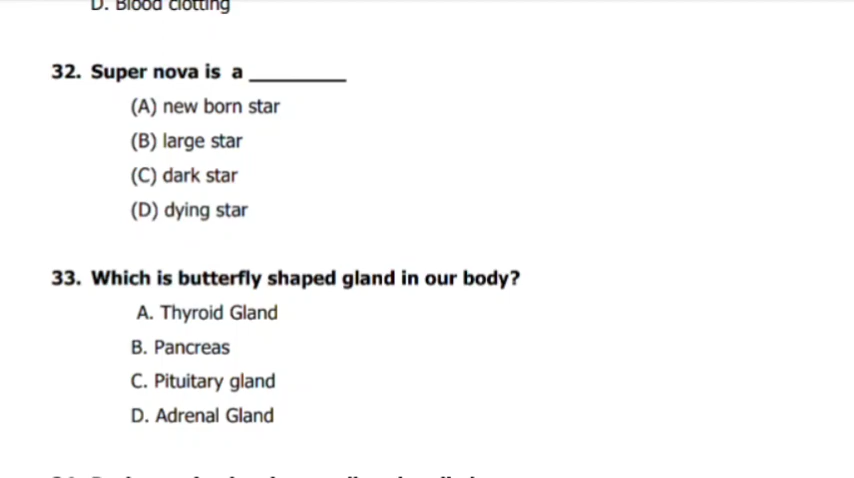 D. Blood clotting
32. Super nova is a _________
(A) new born star
(B) large star
(C) dark star
(D) dying star
33. Which is butterfly shaped gland in our body?
A. Thyroid Gland
B. Pancreas
C. Pituitary gland
D. Adrenal Gland